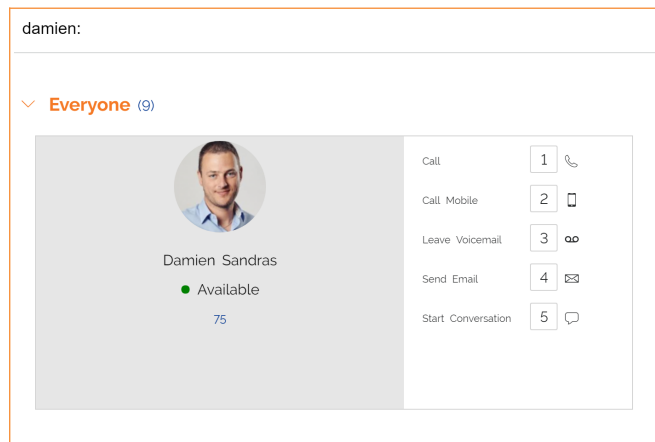 damien:
Everyone (9)
Damien Sandras
Available
75
Call 1
Call Mobile 2
Leave Voicemail 3
Send Email 4
Start Conversation 5